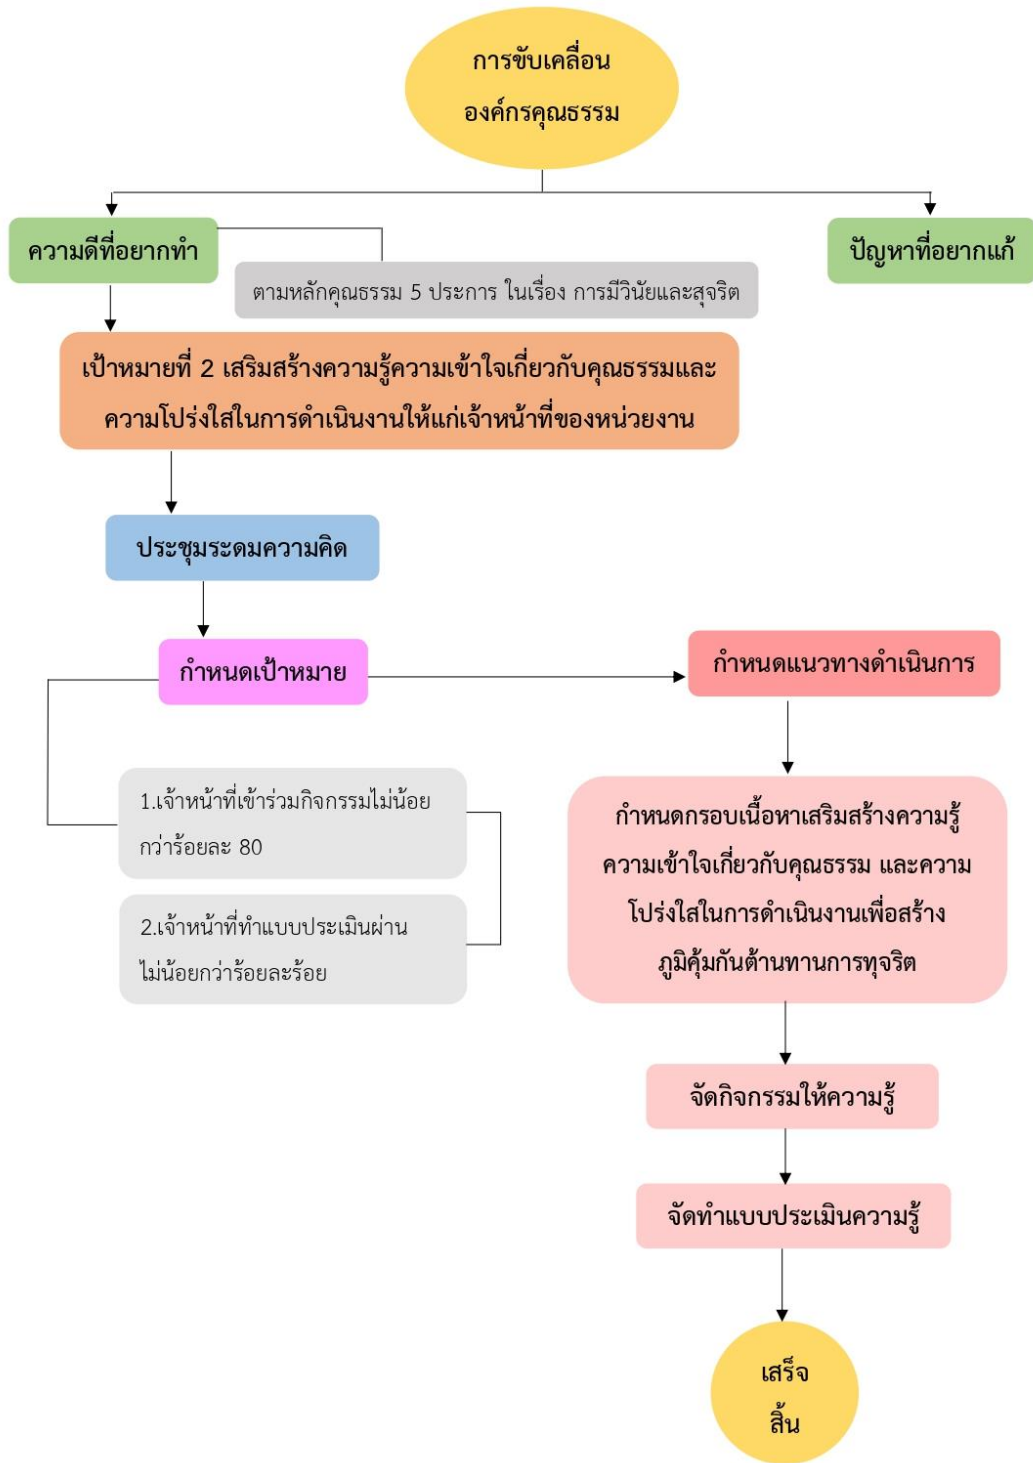 การขับเคลื่อน
องค์กรคุณธรรม
ความดีที่อยากทำ
ปัญหาที่อยากแก้
ตามหลักคุณธรรม 5 ประการ ในเรื่อง การมีวินัยและสุจริต
เป้าหมายที่ 2 เสริมสร้างความรู้ความเข้าใจเกี่ยวกับคุณธรรมและ
ความโปร่งใสในการดำเนินงานให้แก่เจ้าหน้าที่ของหน่วยงาน
ประชุมระดมความคิด
กำหนดเป้าหมาย
กำหนดแนวทางดำเนินการ
1.เจ้าหน้าที่เข้าร่วมกิจกรรมไม่น้อย
กว่าร้อยละ 80
2.เจ้าหน้าที่ทำแบบประเมินผ่าน
ไม่น้อยกว่าร้อยละร้อย
กำหนดกรอบเนื้อหาเสริมสร้างความรู้
ความเข้าใจเกี่ยวกับคุณธรรม และความ
โปร่งใสในการดำเนินงานเพื่อสร้าง
ภูมิคุ้มกันต้านทานการทุจริต
จัดกิจกรรมให้ความรู้
จัดทำแบบประเมินความรู้
เสร็จ
สิ้น